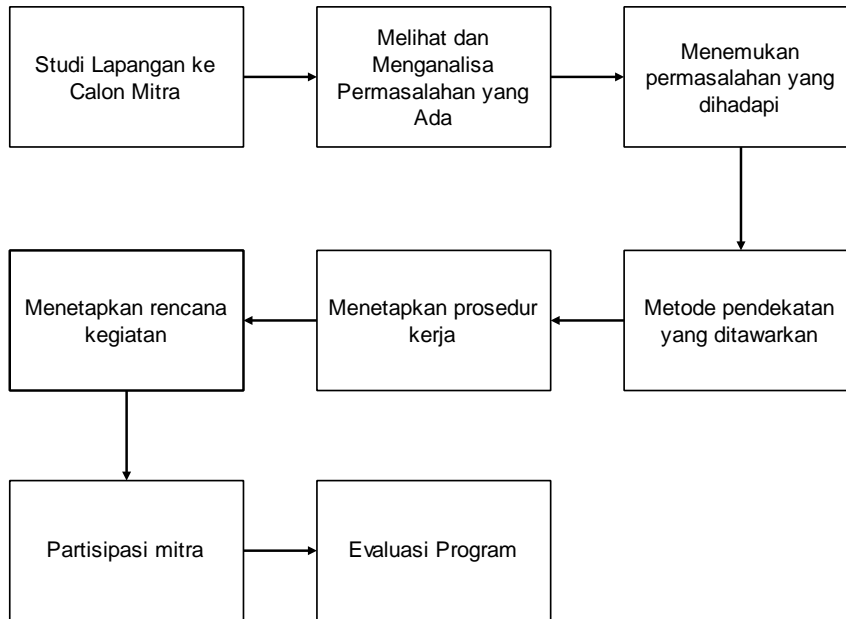 Studi Lapangan ke
Calon Mitra
Melihat dan
Menganalisa
Permasalahan yang
Ada
Menemukan
permasalahan yang
dihadapi
Metode pendekatan
yang ditawarkan
Menetapkan prosedur
kerja
Menetapkan rencana
kegiatan
Partisipasi mitra
Evaluasi Program